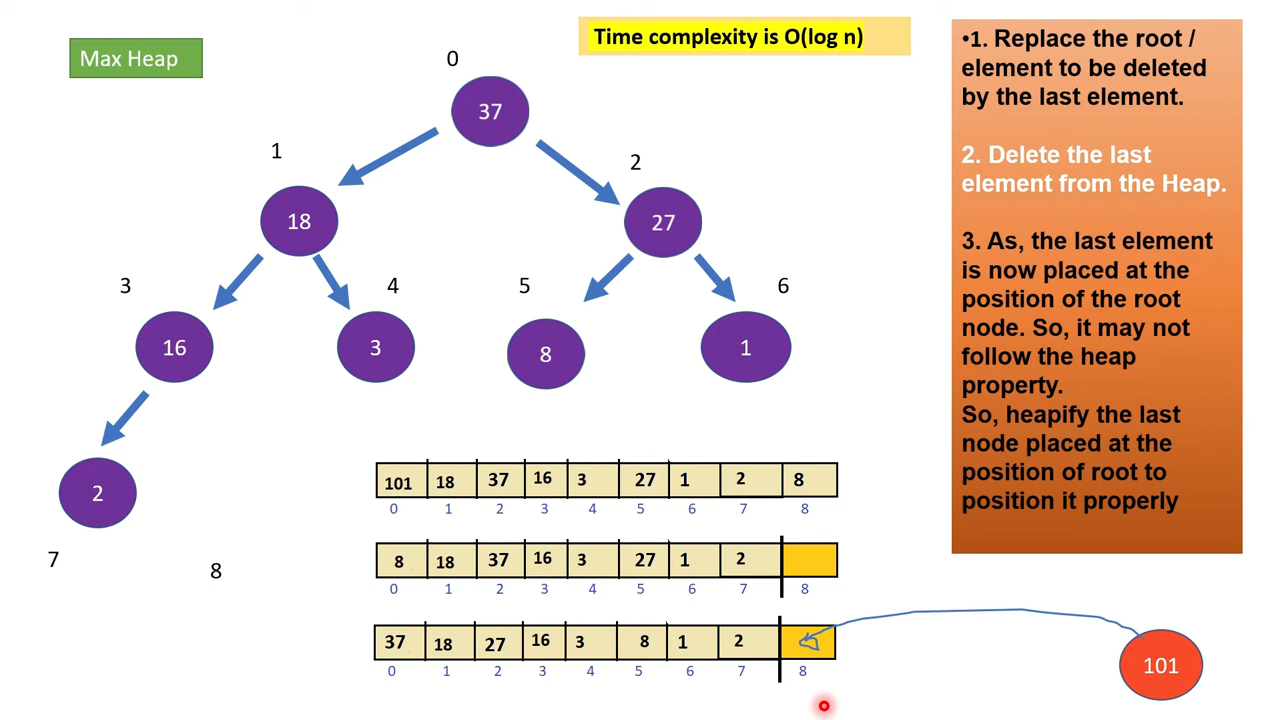 Time complexity is O(log n)
Max Heap
0
37
1
2
18
27
3
4
5
6
16
3
8
1
2
7
8
101 18 37 16 3 27 1 2 8
0 1 2 3 4 5 6 7 8
8 18 37 16 3 27 1 2
0 1 2 3 4 5 6 7 8
37 18 27 16 3 8 1 2
0 1 2 3 4 5 6 7 8
•1. Replace the root /
element to be deleted
by the last element.
2. Delete the last
element from the Heap.
3. As, the last element
is now placed at the
position of the root
node. So, it may not
follow the heap
property.
So, heapify the last
node placed at the
position of root to
position it properly
101